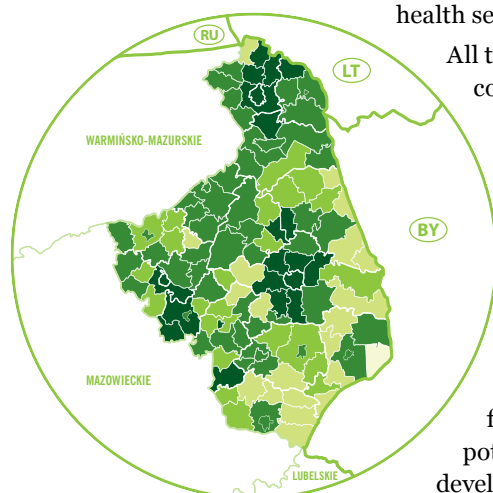 health se
RU
All t
LT
co
WARMIŃSKO-MAZURSKIE
BY
MAZOWIECKIE
f
pot
LUBELSKIE
devel